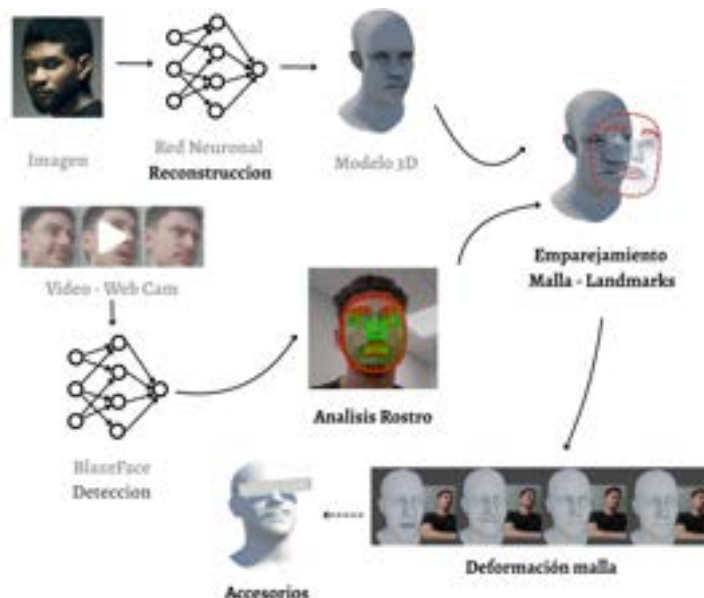 Imagen
Red Neuronal
Reconstruccion
Modelo 3D
Video - Web Cam
Emparejamiento
Malla - Landmarks
Analisis Rostro
BlazeFace
Deteccion
Deformación malla
Accesorios